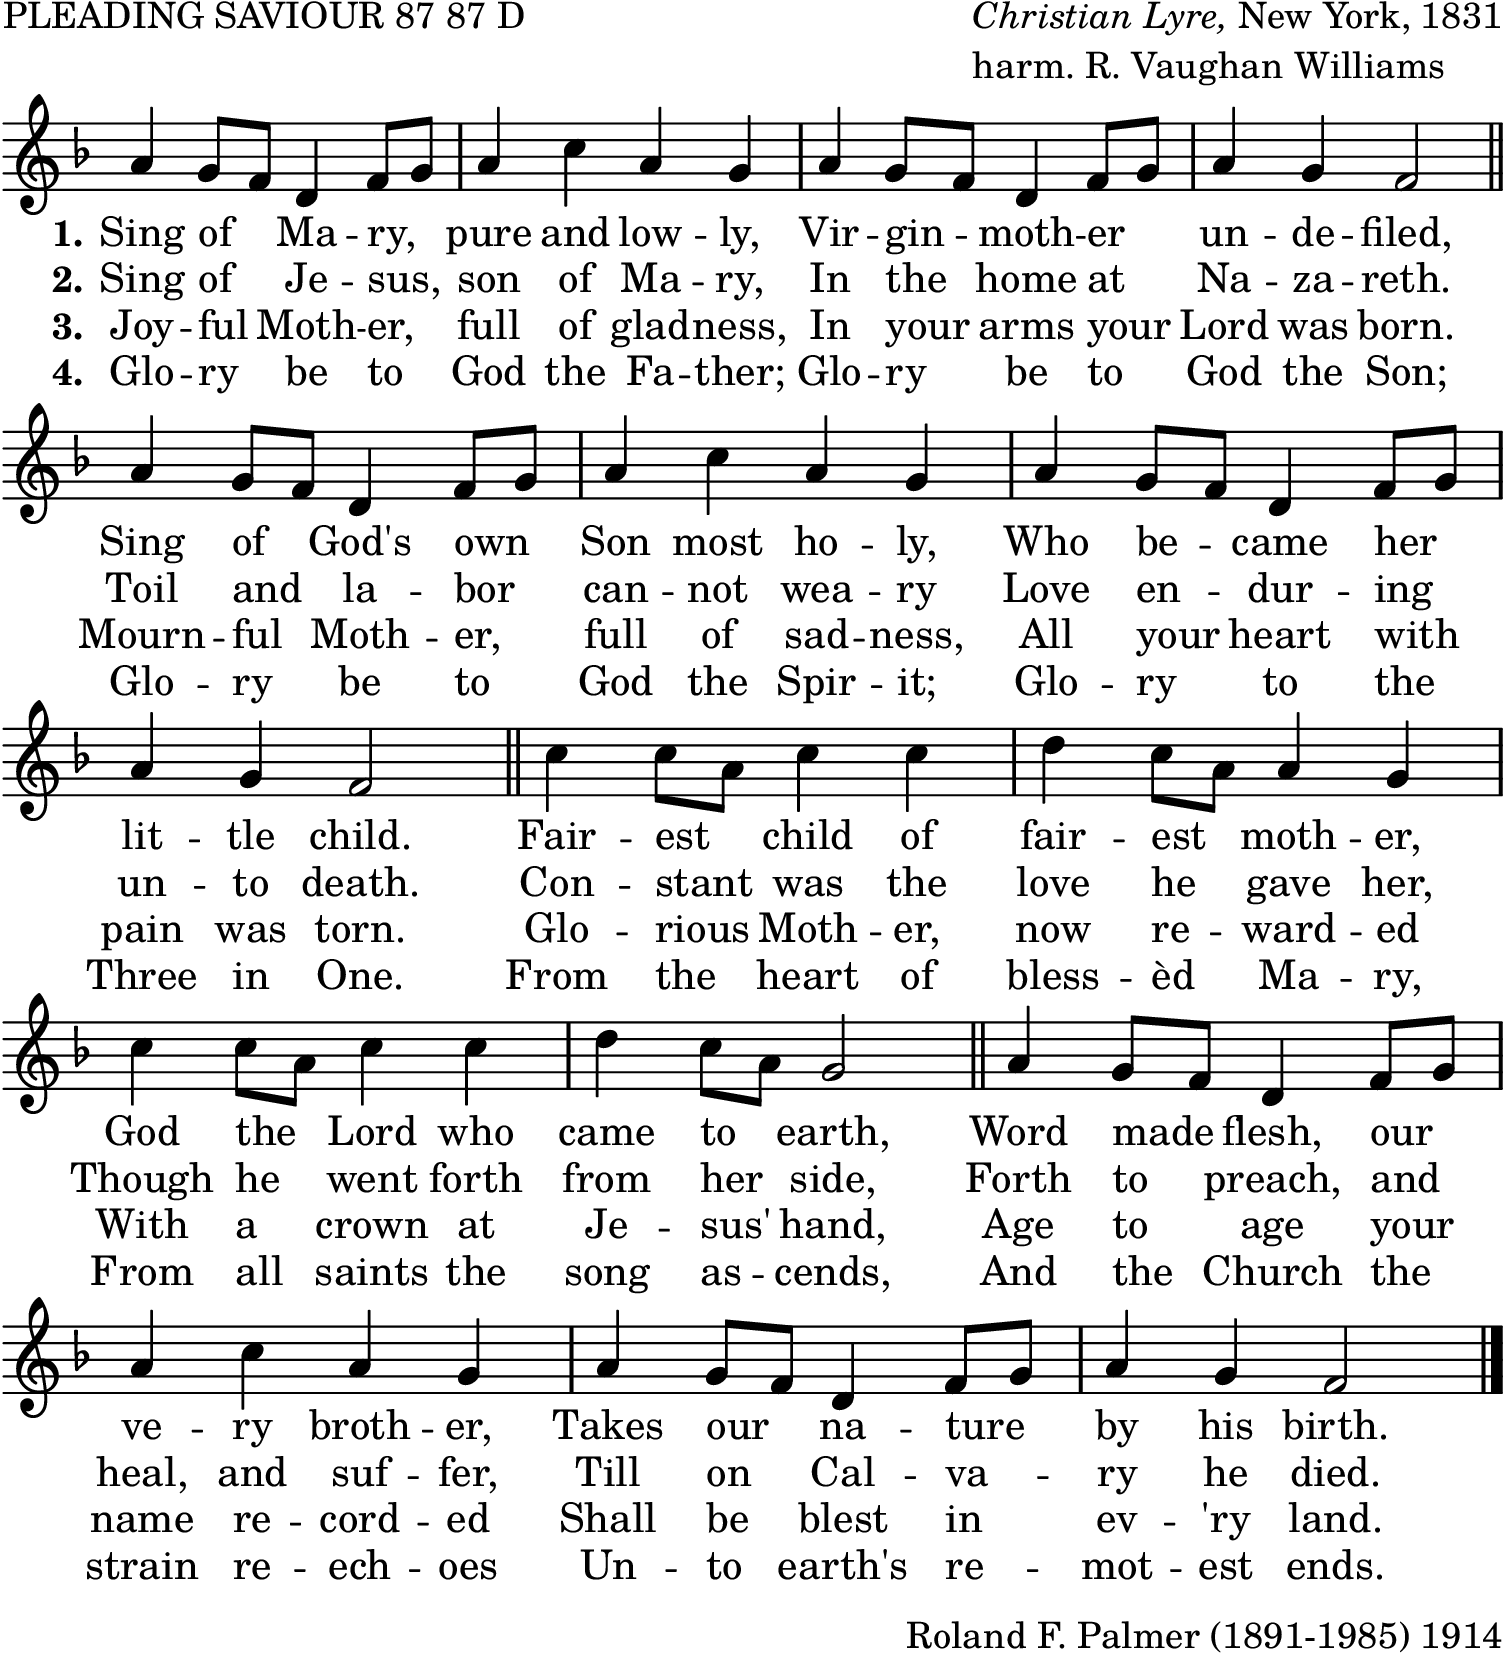 PLEADING SAVIOUR 87 87 D
Christian Lyre, New York, 1831
harm. R. Vaughan Williams
1. Sing of Ma -- ry, pure and low -- ly, Vir -- gin -- moth -- er un -- de -- filed,
2. Sing of Je -- sus, son of Ma -- ry, In the home at Na -- za -- reth.
3. Joy -- ful Moth -- er, full of glad -- ness, In your arms your Lord was born.
4. Glo -- ry be to God the Fa -- ther; Glo -- ry be to God the Son;
Sing of God's own Son most ho -- ly, Who be -- came her
Toil and la -- bor can -- not wea -- ry Love en -- dur -- ing
Mourn -- ful Moth -- er, full of sad -- ness, All your heart with
Glo -- ry be to God the Spir -- it; Glo -- ry to the
lit -- tle child. Fair -- est child of fair -- est moth -- er,
un -- to death. Con -- stant was the love he gave her,
pain was torn. Glo -- rious Moth -- er, now re -- ward -- ed
Three in One. From the heart of bless -- èd Ma -- ry,
God the Lord who came to earth, Word made flesh, our
Though he went forth from her side, Forth to preach, and
With a crown at Je -- sus' hand, Age to age your
From all saints the song as -- cends, And the Church the
ve -- ry broth -- er, Takes our na -- ture by his birth.
heal, and suf -- fer, Till on Cal -- va -- ry he died.
name re -- cord -- ed Shall be blest in ev -- 'ry land.
strain re -- ech -- oes Un -- to earth's re -- mot -- est ends.
Roland F. Palmer (1891-1985) 1914